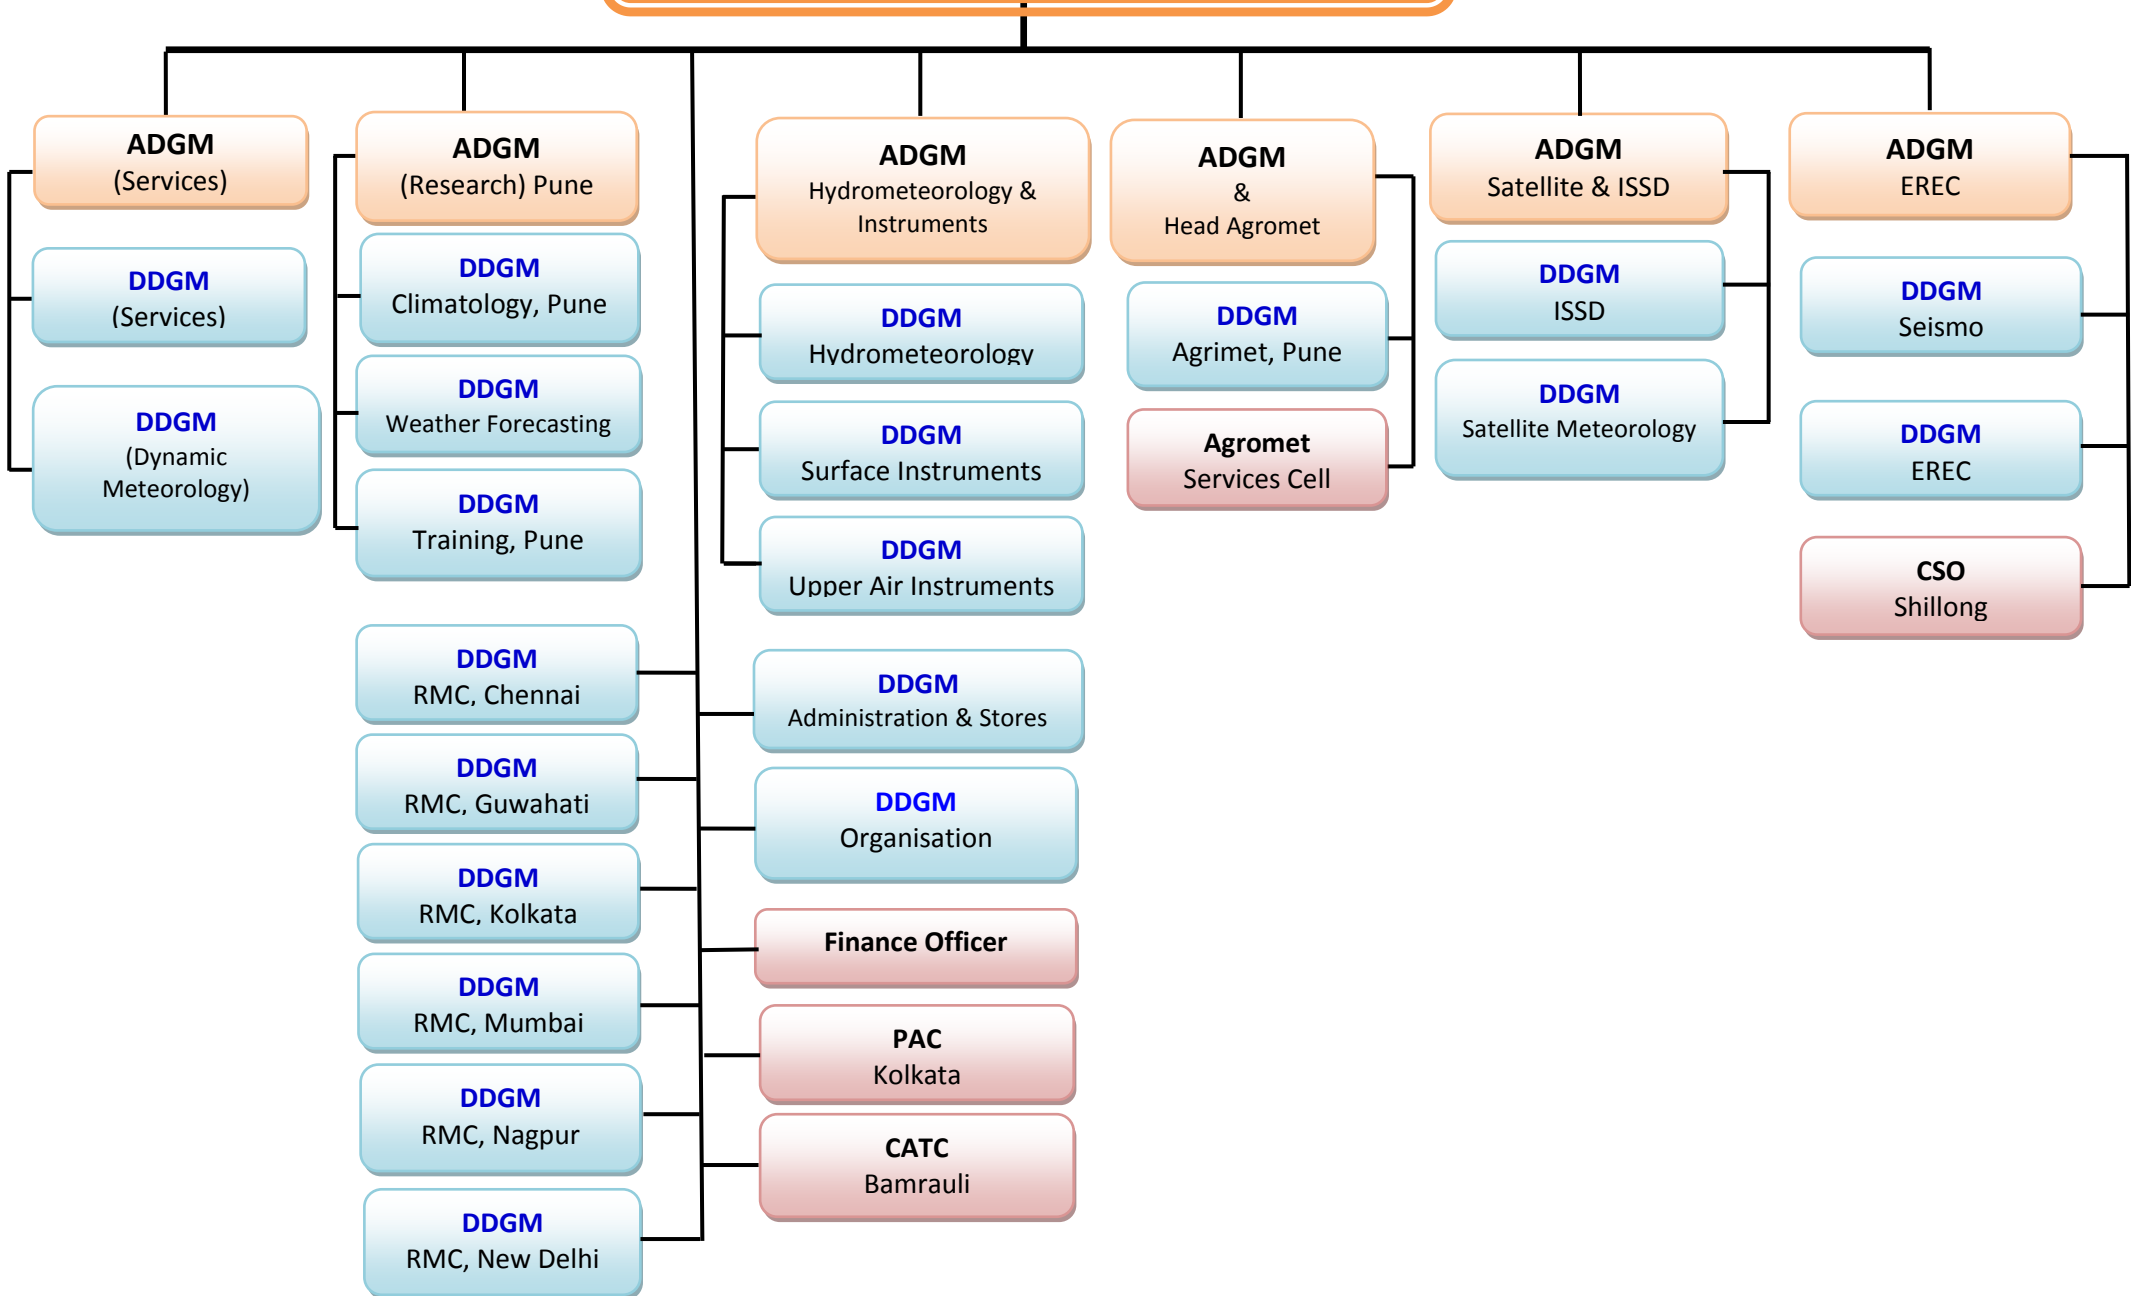 ADGM
(Services)
DDGM
(Services)
DDGM
(Dynamic
Meteorology)
ADGM
(Research) Pune
DDGM
Climatology, Pune
DDGM
Weather Forecasting
DDGM
Training, Pune
DDGM
RMC, Chennai
DDGM
RMC, Guwahati
DDGM
RMC, Kolkata
DDGM
RMC, Mumbai
DDGM
RMC, Nagpur
DDGM
RMC, New Delhi
ADGM
Hydrometeorology &
Instruments
DDGM
Hydrometeorology
DDGM
Surface Instruments
DDGM
Upper Air Instruments
DDGM
Administration & Stores
DDGM
Organisation
Finance Officer
PAC
Kolkata
CATC
Bamrauli
ADGM
&
Head Agromet
DDGM
Agrimet, Pune
Agromet
Services Cell
ADGM
Satellite & ISSD
DDGM
ISSD
DDGM
Satellite Meteorology
ADGM
EREC
DDGM
Seismo
DDGM
EREC
CSO
Shillong